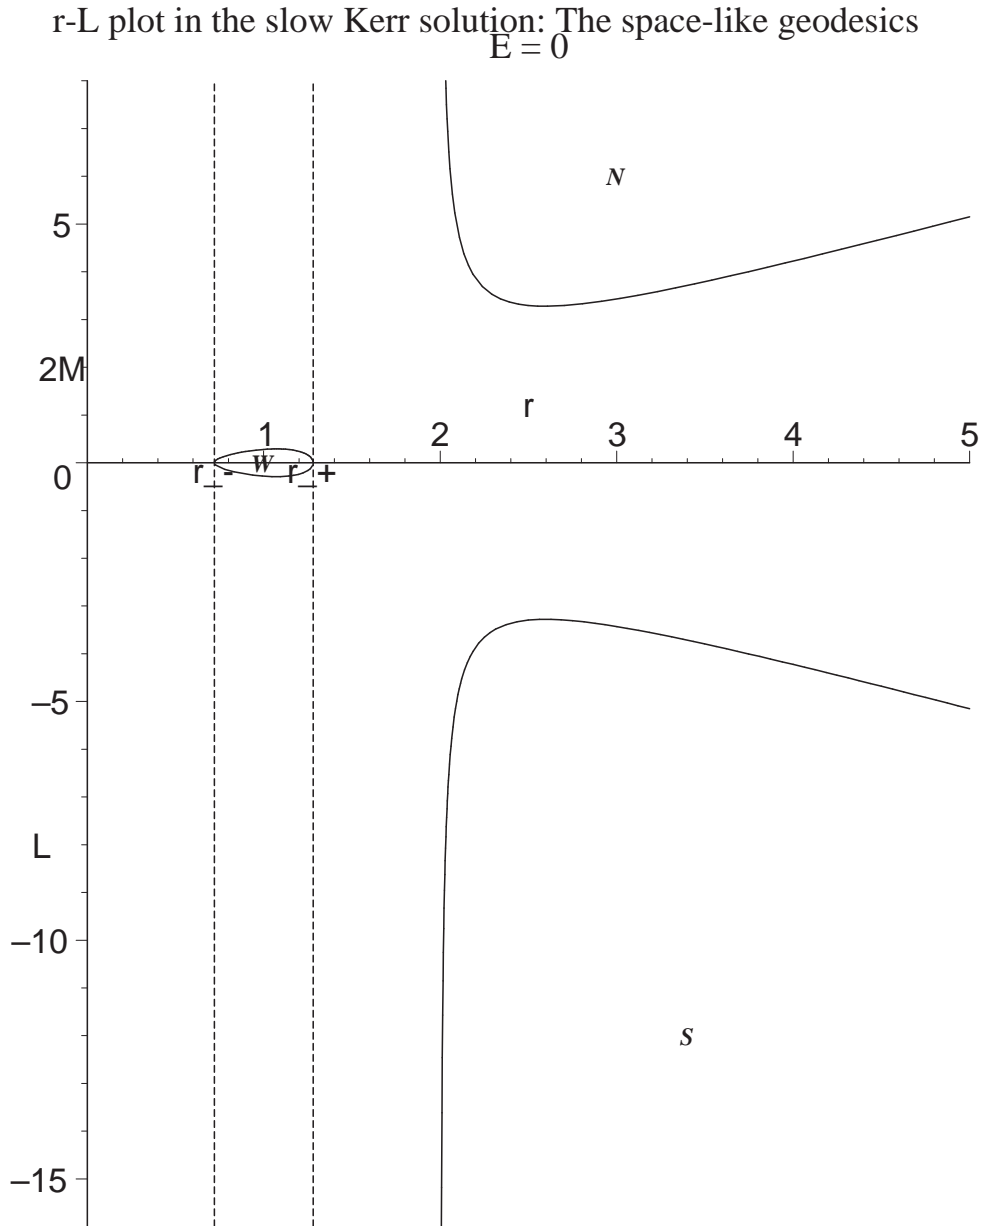 r-L plot in the slow Kerr solution: The space-like geodesics
E = 0
N
5
2M
r
1 2 3 4 5
W
0
r_- r_+
–5
L
–10
S
–15